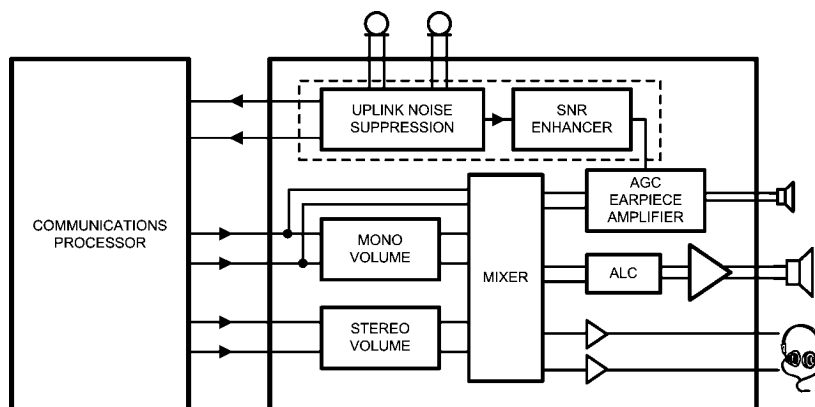 UPLINK NOISE
SUPPRESSION
SNR
ENHANCER
AGC
EARPIECE
AMPLIFIER
COMMUNICATIONS
PROCESSOR
MONO
VOLUME
MIXER
ALC
STEREO
VOLUME